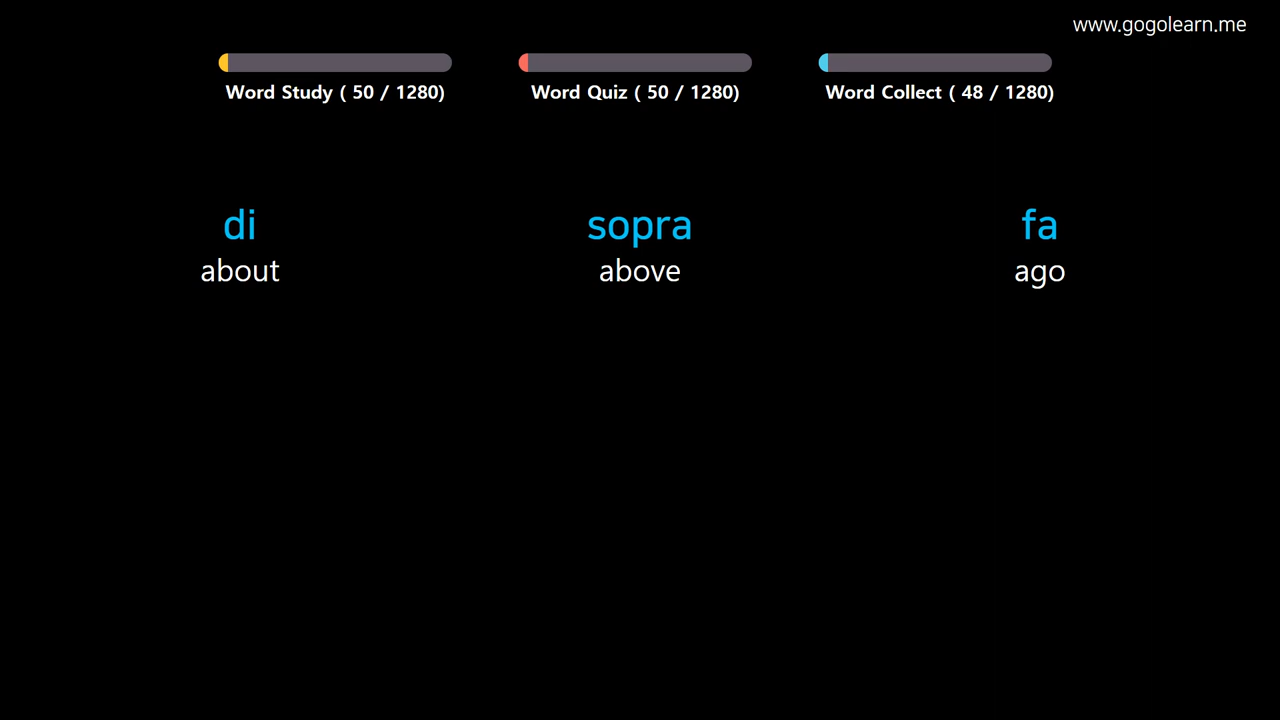 www.gogolearn.me
Word Study ( 50 / 1280)
Word Quiz ( 50 / 1280)
Word Collect ( 48 / 1280)
di
about
sopra
above
fa
ago